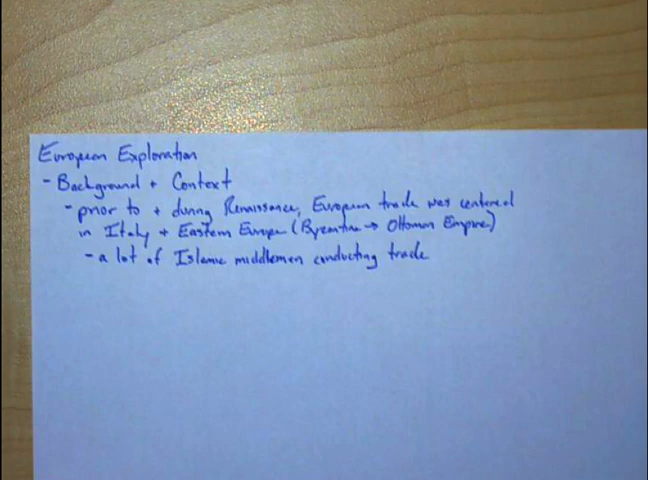 European Exploration
- Background + Context
- prior to + during Renaissance, European trade was centered
in Italy + Eastern Europe (Byzantine → Ottoman Empire)
- a lot of Islamic middlemen conducting trade